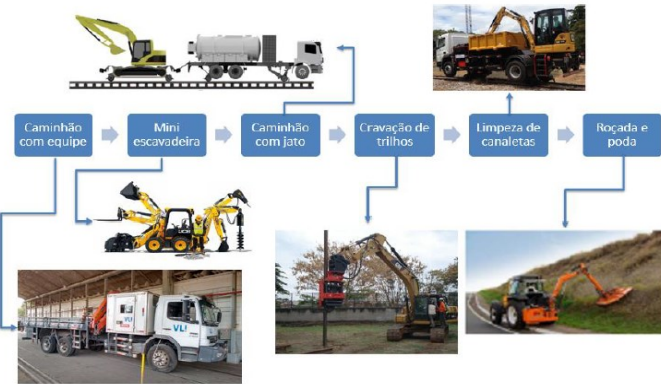 Caminhão
com equipe
Mini
escavadeira
Caminhão
com jato
Cravação de
trilhos
Limpeza de
canaletas
Roçada e
poda
JCB
VLI